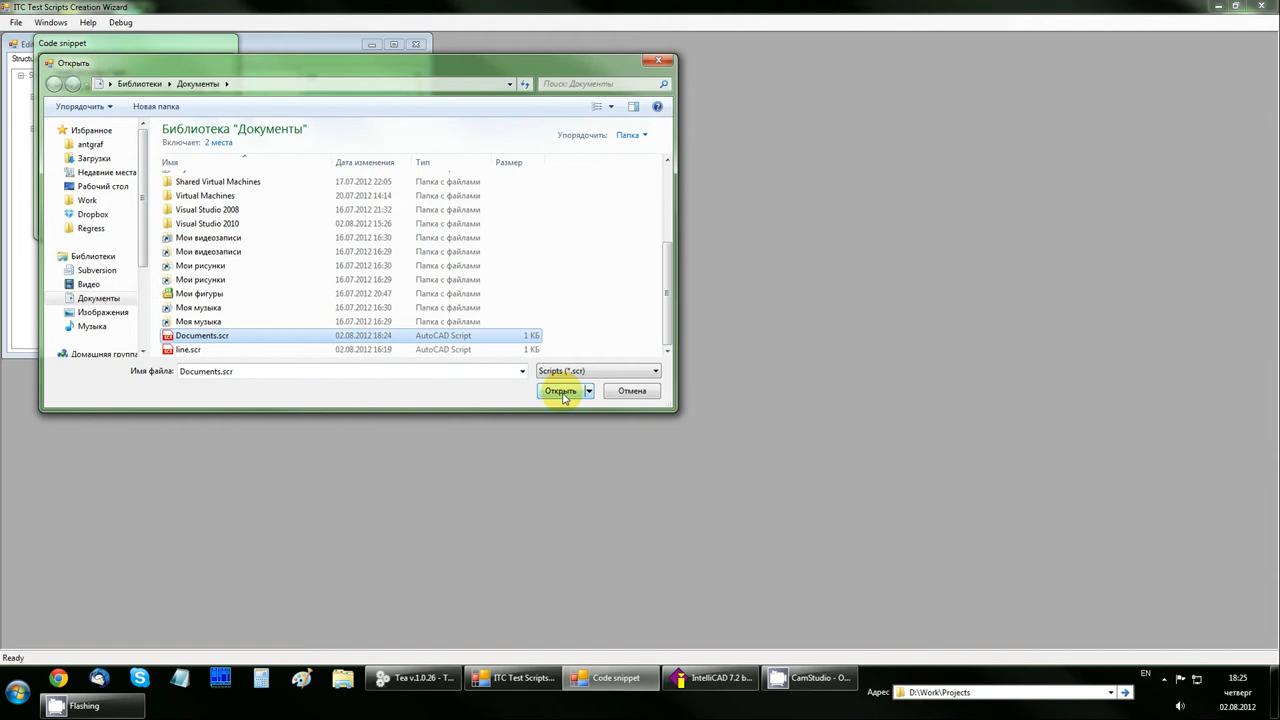 ITC Test Scripts Creation Wizard
File Windows Help Debug
Code snippet
Открыть
Библиотеки Документы
Поиск: Документы
Упорядочить Новая папка
Избранное
antgraf
Загрузки
Недавние места
Рабочий стол
Work
Dropbox
Regress
Библиотеки
Subversion
Видео
Документы
Изображения
Музыка
Домашняя группа
Библиотека "Документы"
Включает: 2 места
Упорядочить: Папка
Имя Дата изменения Тип Размер
Shared Virtual Machines 17.07.2012 22:05 Папка с файлами
Virtual Machines 20.07.2012 14:14 Папка с файлами
Visual Studio 2008 16.07.2012 21:32 Папка с файлами
Visual Studio 2010 02.08.2012 15:26 Папка с файлами
Мои видеозаписи 16.07.2012 16:30 Папка с файлами
Мои видеозаписи 16.07.2012 16:29 Папка с файлами
Мои рисунки 16.07.2012 16:30 Папка с файлами
Мои рисунки 16.07.2012 16:29 Папка с файлами
Мои фигуры 16.07.2012 20:47 Папка с файлами
Моя музыка 16.07.2012 16:30 Папка с файлами
Моя музыка 16.07.2012 16:29 Папка с файлами
Documents.scr 02.08.2012 18:24 AutoCAD Script 1 КБ
line.scr 02.08.2012 16:19 AutoCAD Script 1 КБ
Имя файла: Documents.scr Scripts (*.scr)
Открыть Отмена
Ready
Tea v.1.0.26 - T... ITC Test Scripts... Code snippet IntelliCAD 7.2 b... CamStudio - O... EN 18:25
Адрес D:\Work\Projects четверг
Flashing 02.08.2012